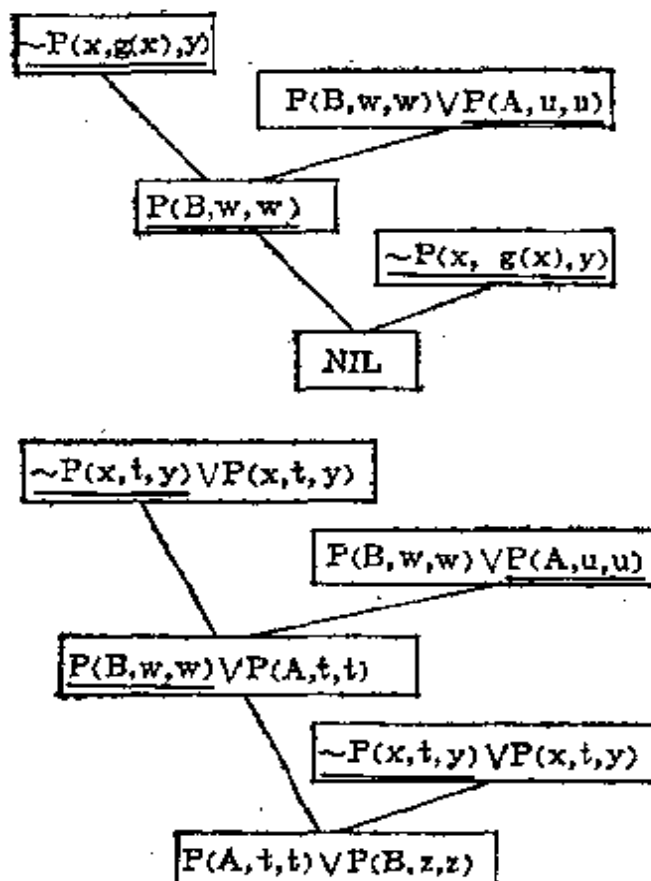 ~P(x,g(x),y)
P(B,w,w)∨P(A,u,u)
P(B,w,w)
~P(x, g(x),y)
NIL
~P(x,t,y)∨P(x,t,y)
P(B,w,w)∨P(A,u,u)
P(B,w,w)∨P(A,t,t)
~P(x,t,y)∨P(x,t,y)
P(A,t,t)∨P(B,z,z)